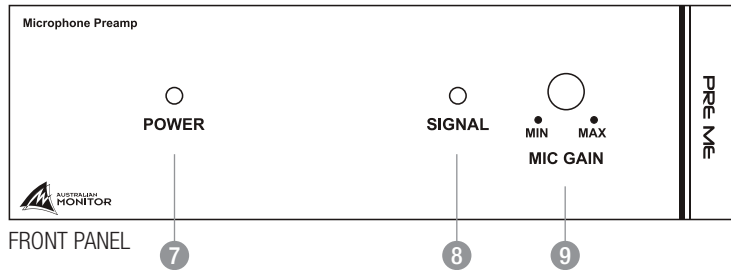 Microphone Preamp
POWER
SIGNAL
MIN MAX
MIC GAIN
PRE ME
AUSTRALIAN
MONITOR
FRONT PANEL
7 8 9